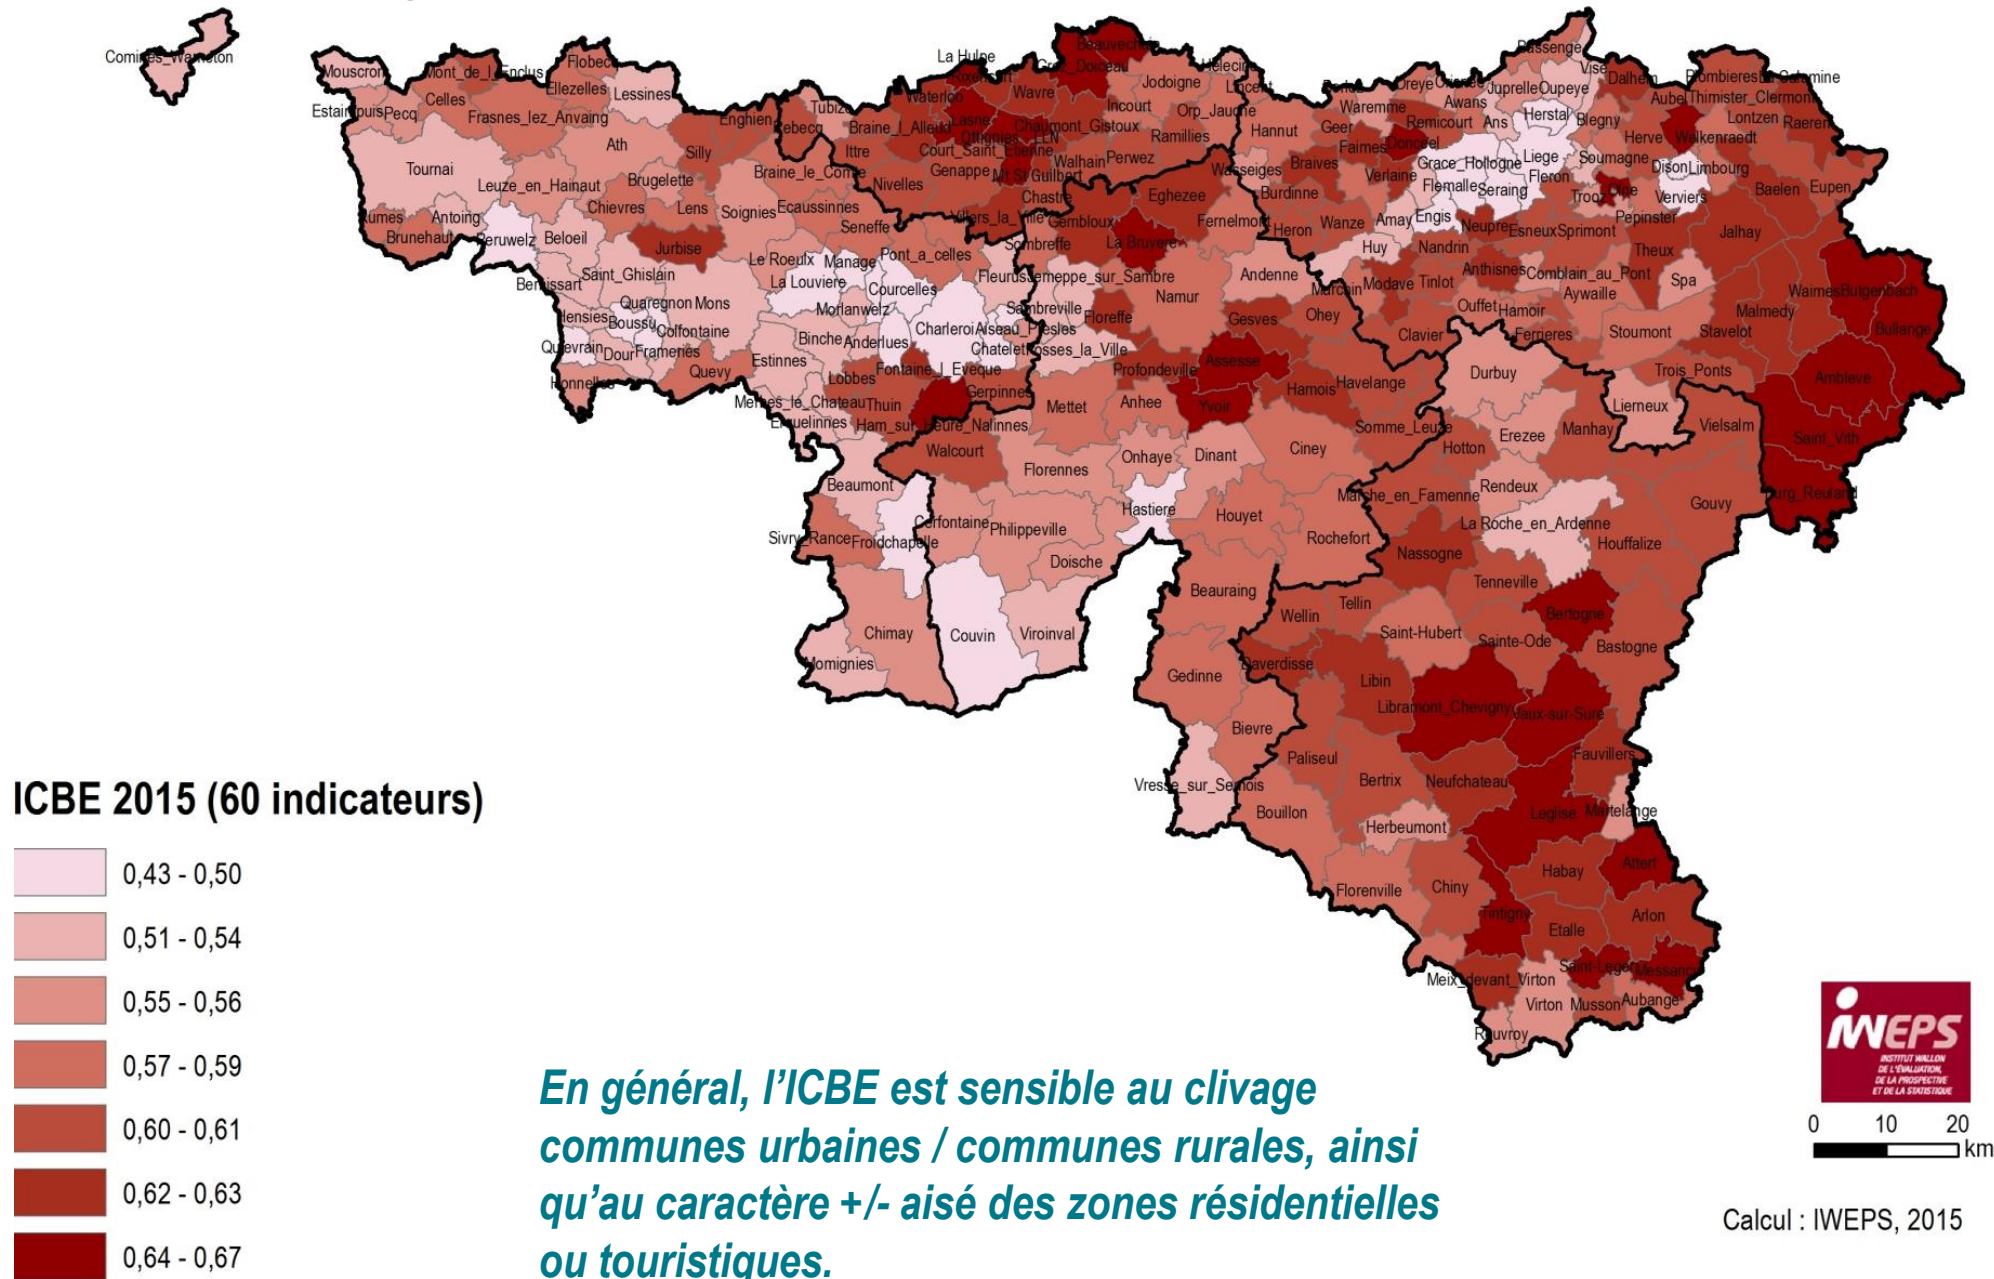 La Hulpe
Comines_Warneton
Mouscron
Mont_de_l_Enclus
Flobec
Ellezelles
Lessines
Estaimpuis
Pecq
Celles
Frasnes_lez_Anvaing
Ath
Silly
Enghien
Rebecq
Tubize
Tournai
Leuze_en_Hainaut
Brugelette
Chievres
Lens
Soignies
Ecaussinnes
Braine_le_Comte
Seneffe
Rumes
Brunehaut
Antoing
Peruwelz
Beloeil
Jurbise
Le Roeulx
Manage
Pont_a_celles
La Louviere
Courcelles
Bernissart
Saint_Ghislain
Quaregnon
Mons
Hensies
Boussu
Colfontaine
Quievrain
Dour
Frameries
Honnelles
Quevy
Estinnes
Binche
Morlanwelz
Anderlues
Charleroi
Aiseau_Presles
Chatelet
Fontaine_l_Eveque
Fleurus
Lobbes
Thuin
Gerpinnes
Merbes_le_Chateau
Erquelinnes
Ham_sur_Heure_Nalinnes
Beaumont
Sivry_Rance
Froidchapelle
Chimay
Momignies
Beauvechain
Grez_Doiceau
Rixensart
Waterloo
Wavre
Jodoigne
Helecine
Incourt
Orp_Jauche
Braine_l_Alleud
Lasne
Ottignies_LLN
Chaumont_Gistoux
Ramillies
Ittre
Court_Saint_Etienne
Genappe
Mt St Guilbert
Walhain
Perwez
Nivelles
Chastre
Villers_la_Ville
Gembloux
Eghezee
Fernelmont
La Bruyere
Sombreffe
Jemeppe_sur_Sambre
Sambreville
Floreffe
Namur
Andenne
Gesves
Ohey
Fosses_la_Ville
Profondeville
Assesse
Mettet
Anhee
Yvoir
Hamois
Havelange
Walcourt
Florennes
Onhaye
Dinant
Ciney
Somme_Leuze
Hastiere
Houyet
Rochefort
Cerfontaine
Philippeville
Doische
Couvin
Viroinval
Beauraing
Gedinne
Bievre
Vresse_sur_Semois
Lincent
Hannut
Wasseiges
Waremme
Oreye
Crisnee
Geer
Faimes
Donceel
Remicourt
Awans
Juprelle
Oupeye
Bassenge
Vise
Dalhem
Ans
Herstal
Blegny
Aubel
Plombieres
La Calamine
Thimister_Clermont
Lontzen
Raeren
Herve
Welkenraedt
Braives
Verlaine
Grace_Hollogne
Liege
Fleron
Soumagne
Flemalle
Seraing
Dison
Limbourg
Verviers
Baelen
Eupen
Olne
Trooz
Pepinster
Burdinne
Heron
Wanze
Amay
Engis
Neupre
Esneux
Sprimont
Theux
Jalhay
Huy
Nandrin
Marchin
Modave
Tinlot
Anthisnes
Comblain_au_Pont
Aywaille
Spa
Ouffet
Hamoir
Clavier
Ferrieres
Stoumont
Stavelot
Malmedy
Waimes
Butgenbach
Bullange
Trois_Ponts
Ambleve
Lierneux
Saint_Vith
Burg_Reuland
Durbuy
Erezee
Manhay
Vielsalm
Hotton
Rendeux
Marche_en_Famenne
La Roche_en_Ardenne
Gouvy
Houffalize
Nassogne
Tenneville
Bertogne
Wellin
Tellin
Saint-Hubert
Sainte-Ode
Bastogne
Daverdisse
Libin
Libramont_Chevigny
Vaux-sur-Sure
Fauvillers
Paliseul
Bertrix
Neufchateau
Bouillon
Herbeumont
Leglise
Martelange
Florenville
Chiny
Habay
Attert
Tintigny
Etalle
Arlon
Meix_devant_Virton
Saint-Leger
Messancy
Virton
Musson
Aubange
Rouvroy
ICBE 2015 (60 indicateurs)
0,43 - 0,50
0,51 - 0,54
0,55 - 0,56
0,57 - 0,59
0,60 - 0,61
0,62 - 0,63
0,64 - 0,67
En général, l’ICBE est sensible au clivage
communes urbaines / communes rurales, ainsi
qu’au caractère +/- aisé des zones résidentielles
ou touristiques.
iWEPS
INSTITUT WALLON
DE L'ÉVALUATION,
DE LA PROSPECTIVE
ET DE LA STATISTIQUE
0 10 20
km
Calcul : IWEPS, 2015